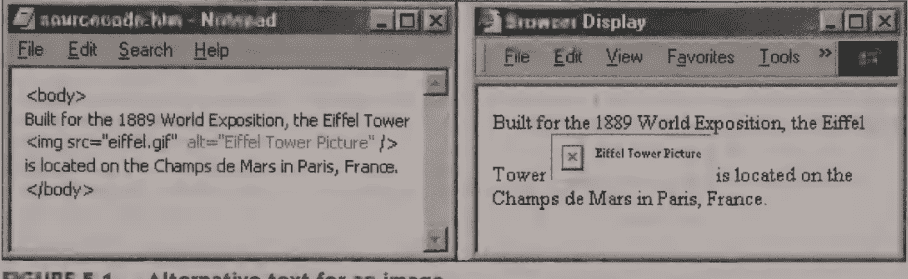 sourcecode.htm - Notepad
File Edit Search Help
<body>
Built for the 1889 World Exposition, the Eiffel Tower
<img src="eiffel.gif" alt="Eiffel Tower Picture" />
is located on the Champs de Mars in Paris, France.
</body>
Browser Display
File Edit View Favorites Tools »
Built for the 1889 World Exposition, the Eiffel
Tower Eiffel Tower Picture is located on the
Champs de Mars in Paris, France.
FIGURE 5.1 Alternative text for an image